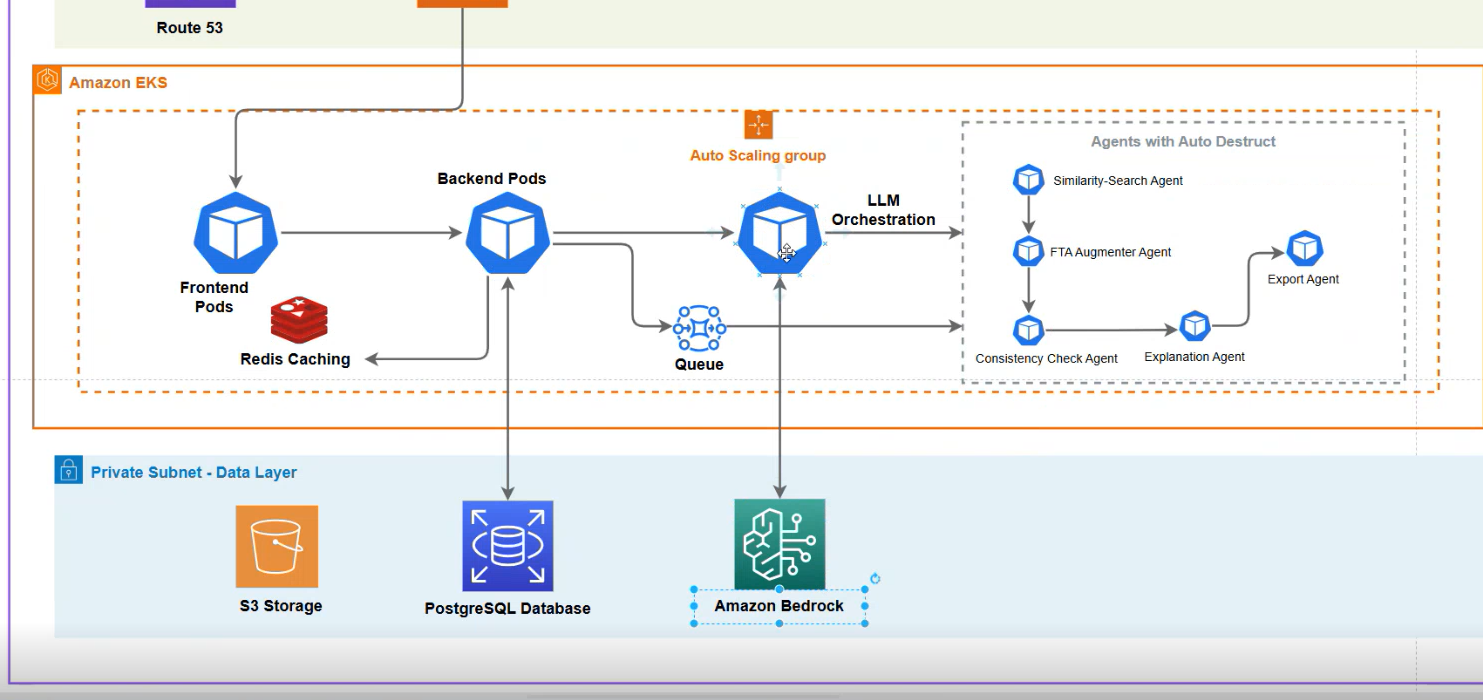 Route 53
Amazon EKS
Auto Scaling group
Agents with Auto Destruct
Backend Pods
Similarity-Search Agent
LLM
Orchestration
FTA Augmenter Agent
Export Agent
Frontend
Pods
Redis Caching
Queue
Consistency Check Agent
Explanation Agent
Private Subnet - Data Layer
S3 Storage
PostgreSQL Database
Amazon Bedrock